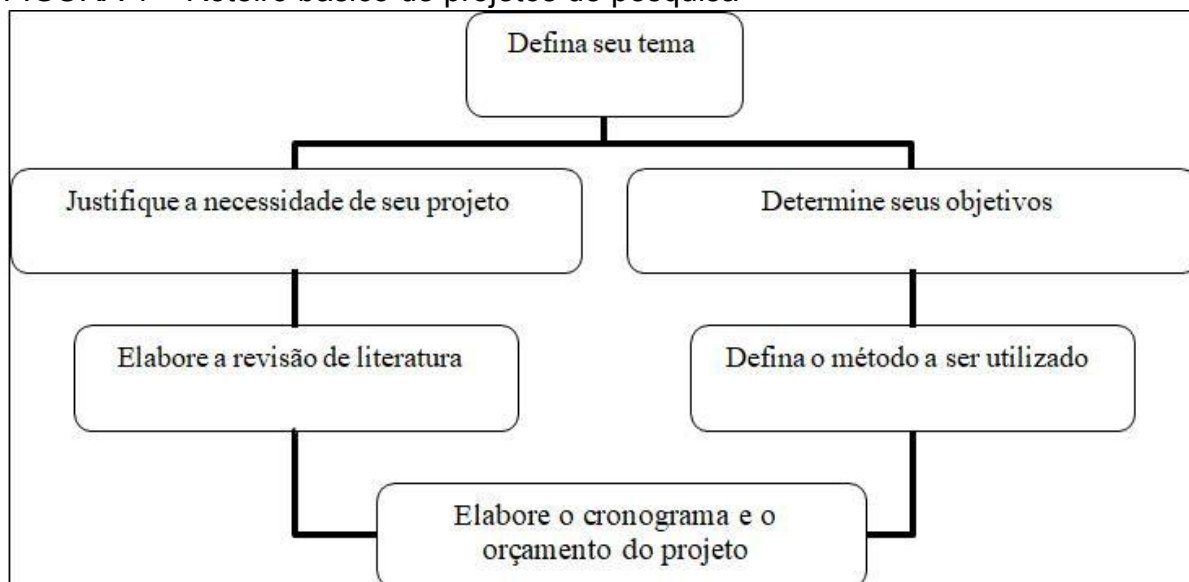 FIGURA – Roteiro básico de projetos de pesquisa
Defina seu tema
Justifique a necessidade de seu projeto
Determine seus objetivos
Elabore a revisão de literatura
Defina o método a ser utilizado
Elabore o cronograma e o
orçamento do projeto